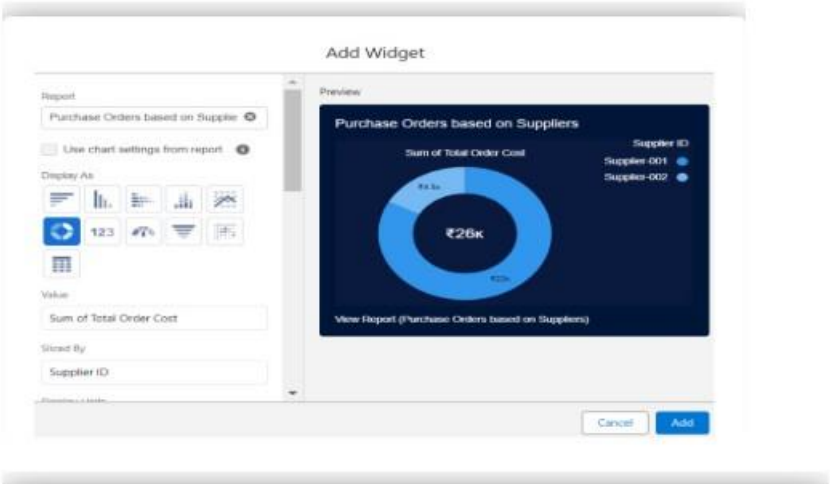 Add Widget
Report
Purchase Orders based on Supplie
Use chart settings from report
Display As
123
Value
Sum of Total Order Cost
Sliced By
Supplier ID
Preview
Purchase Orders based on Suppliers
Sum of Total Order Cost
Supplier ID
Supplier-001
Supplier-002
₹26K
View Report (Purchase Orders based on Suppliers)
Cancel
Add